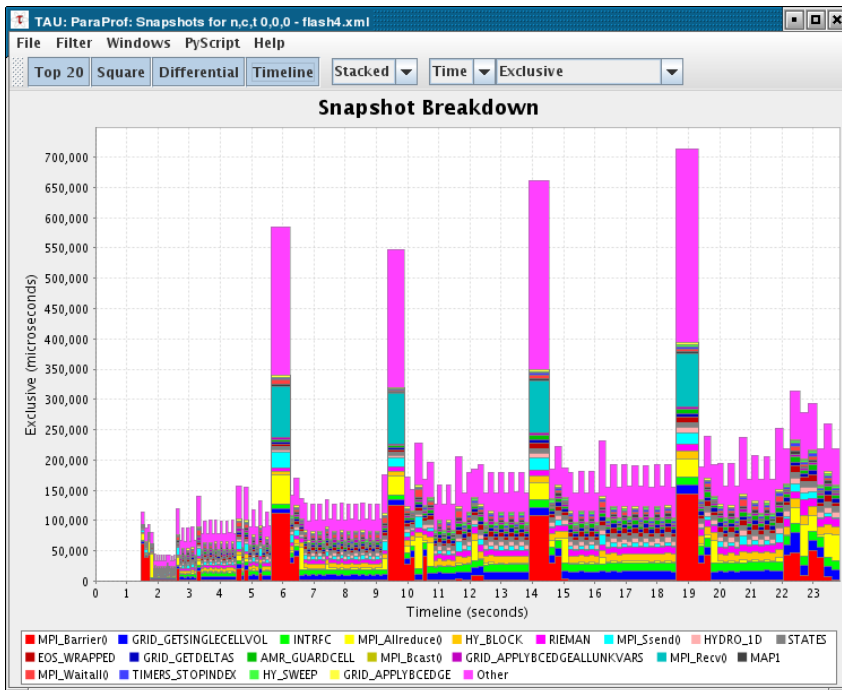 TAU: ParaProf: Snapshots for n,c,t 0,0,0 - flash4.xml
File Filter Windows PyScript Help
Top 20 Square Differential Timeline Stacked Time Exclusive
Snapshot Breakdown
Exclusive (microseconds)
700,000
650,000
600,000
550,000
500,000
450,000
400,000
350,000
300,000
250,000
200,000
150,000
100,000
50,000
0
0 1 2 3 4 5 6 7 8 9 10 11 12 13 14 15 16 17 18 19 20 21 22 23
Timeline (seconds)
MPI_Barrier() GRID_GETSINGLECELLVOL INTRFC MPI_Allreduce() HY_BLOCK RIEMAN MPI_Ssend() HYDRO_1D STATES
EOS_WRAPPED GRID_GETDELTAS AMR_GUARDCELL MPI_Bcast() GRID_APPLYBCEDGEALLUNKVARS MPI_Recv() MAP1
MPI_Waitall() TIMERS_STOPINDEX HY_SWEEP GRID_APPLYBCEDGE Other